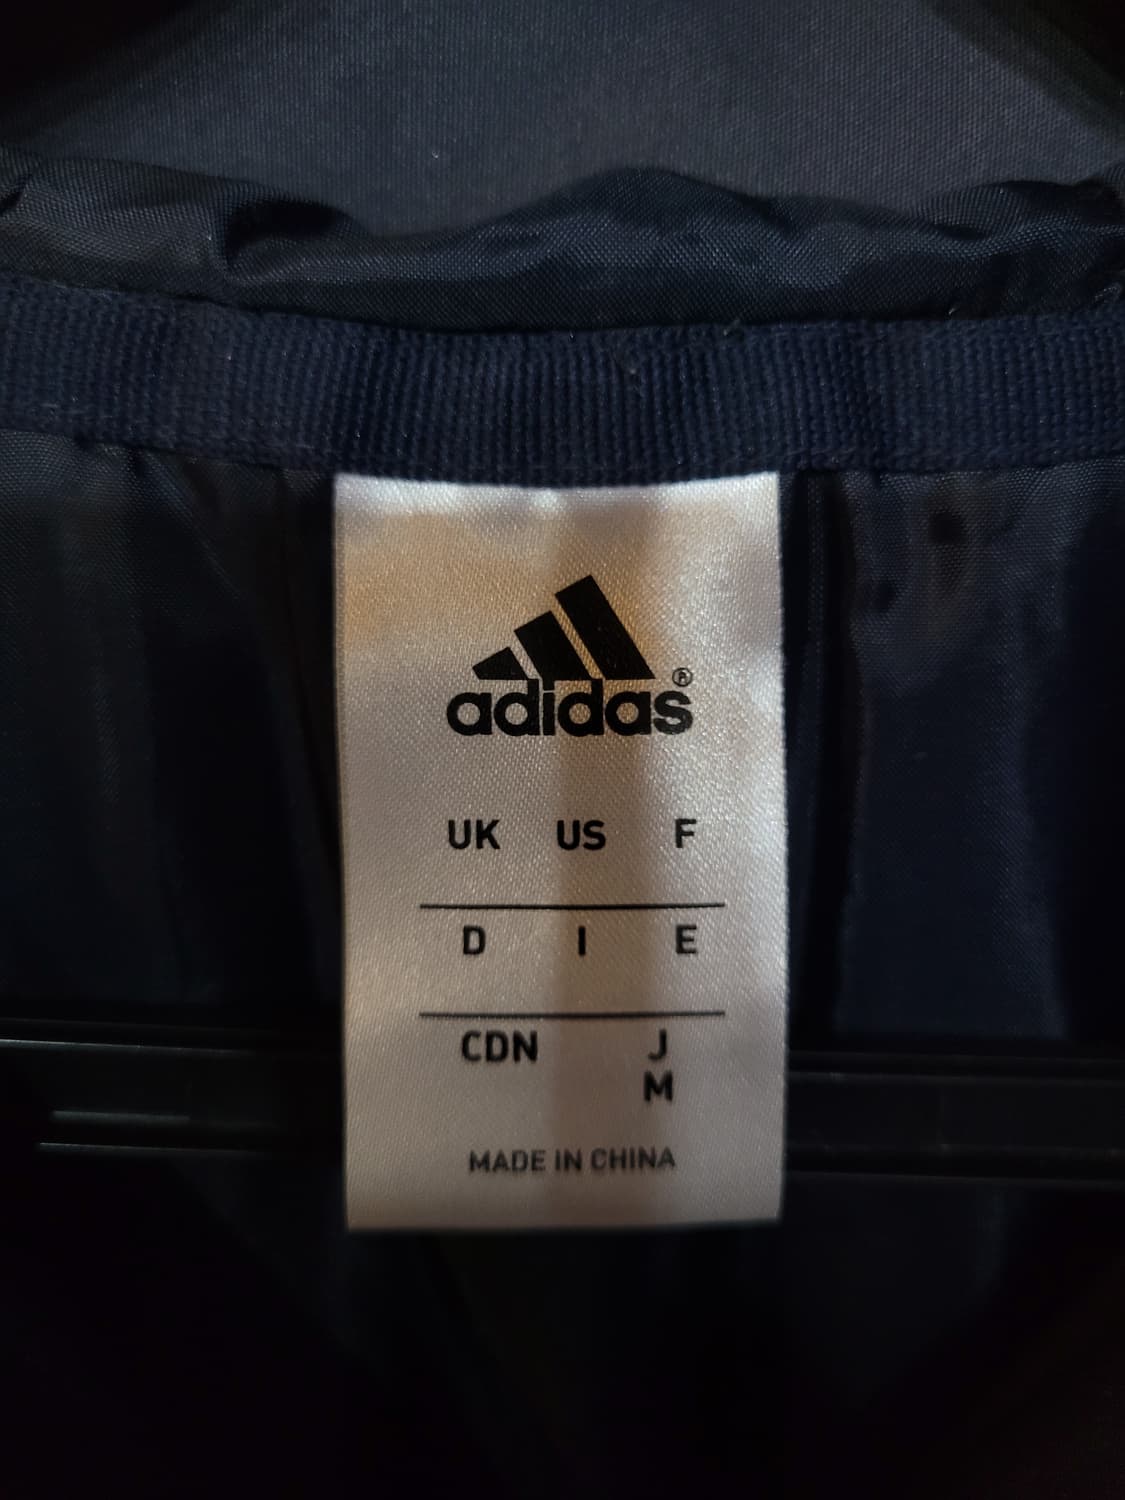 adidas®
UK US F
D I E
CDN J
M
MADE IN CHINA